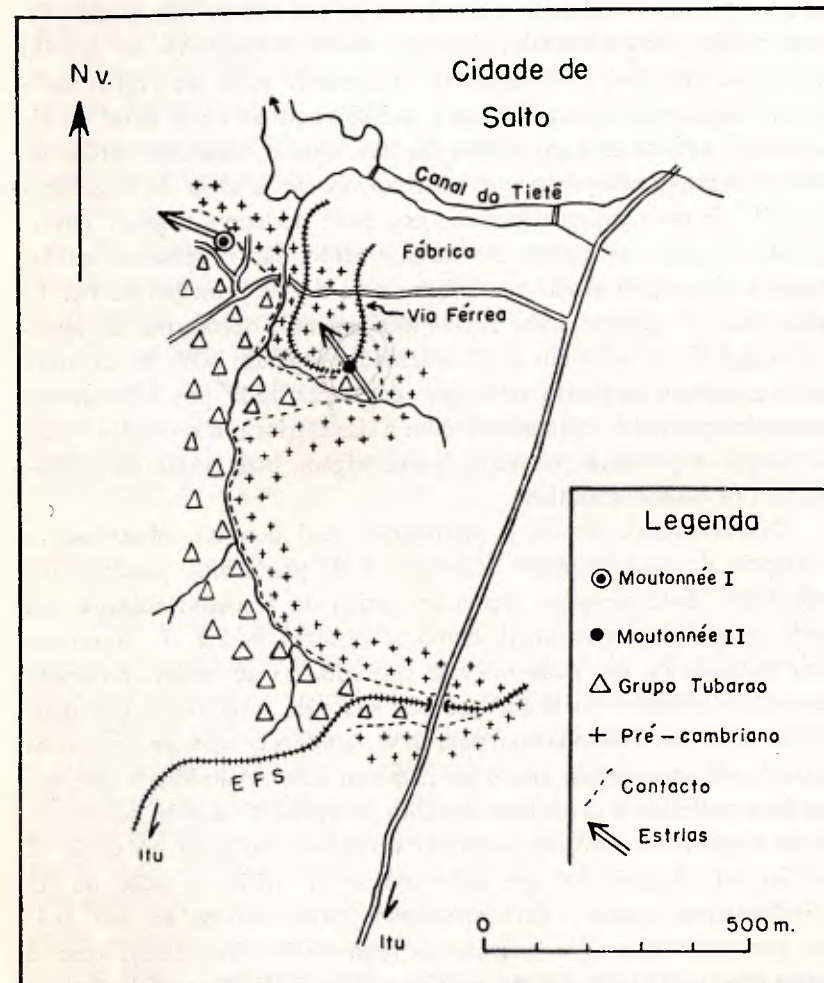 N v.
Cidade de
Salto
Canal do Tietê
Fábrica
Via Férrea
Legenda
Moutonnée I
Moutonnée II
Grupo Tubarao
Pré-cambriano
Contacto
Estrias
EFS
Itu
Itu
0 500 m.